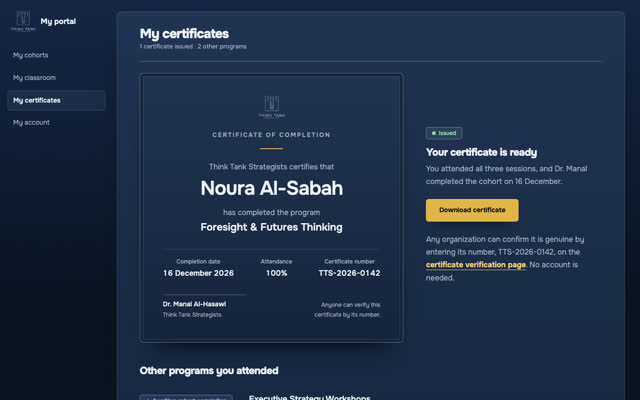 THINK TANK
My portal
My cohorts
My classroom
My certificates
My account
My certificates
1 certificate issued · 2 other programs
THINK TANK
CERTIFICATE OF COMPLETION
Think Tank Strategists certifies that
Noura Al-Sabah
has completed the program
Foresight & Futures Thinking
Completion date
16 December 2026
Attendance
100%
Certificate number
TTS-2026-0142
Dr. Manal Al-Hasawi
Think Tank Strategists
Anyone can verify this
certificate by its number.
Issued
Your certificate is ready
You attended all three sessions, and Dr. Manal
completed the cohort on 16 December.
Download certificate
Any organization can confirm it is genuine by
entering its number, TTS-2026-0142, on the
certificate verification page. No account is
needed.
Other programs you attended
Executive Strategy Workshops